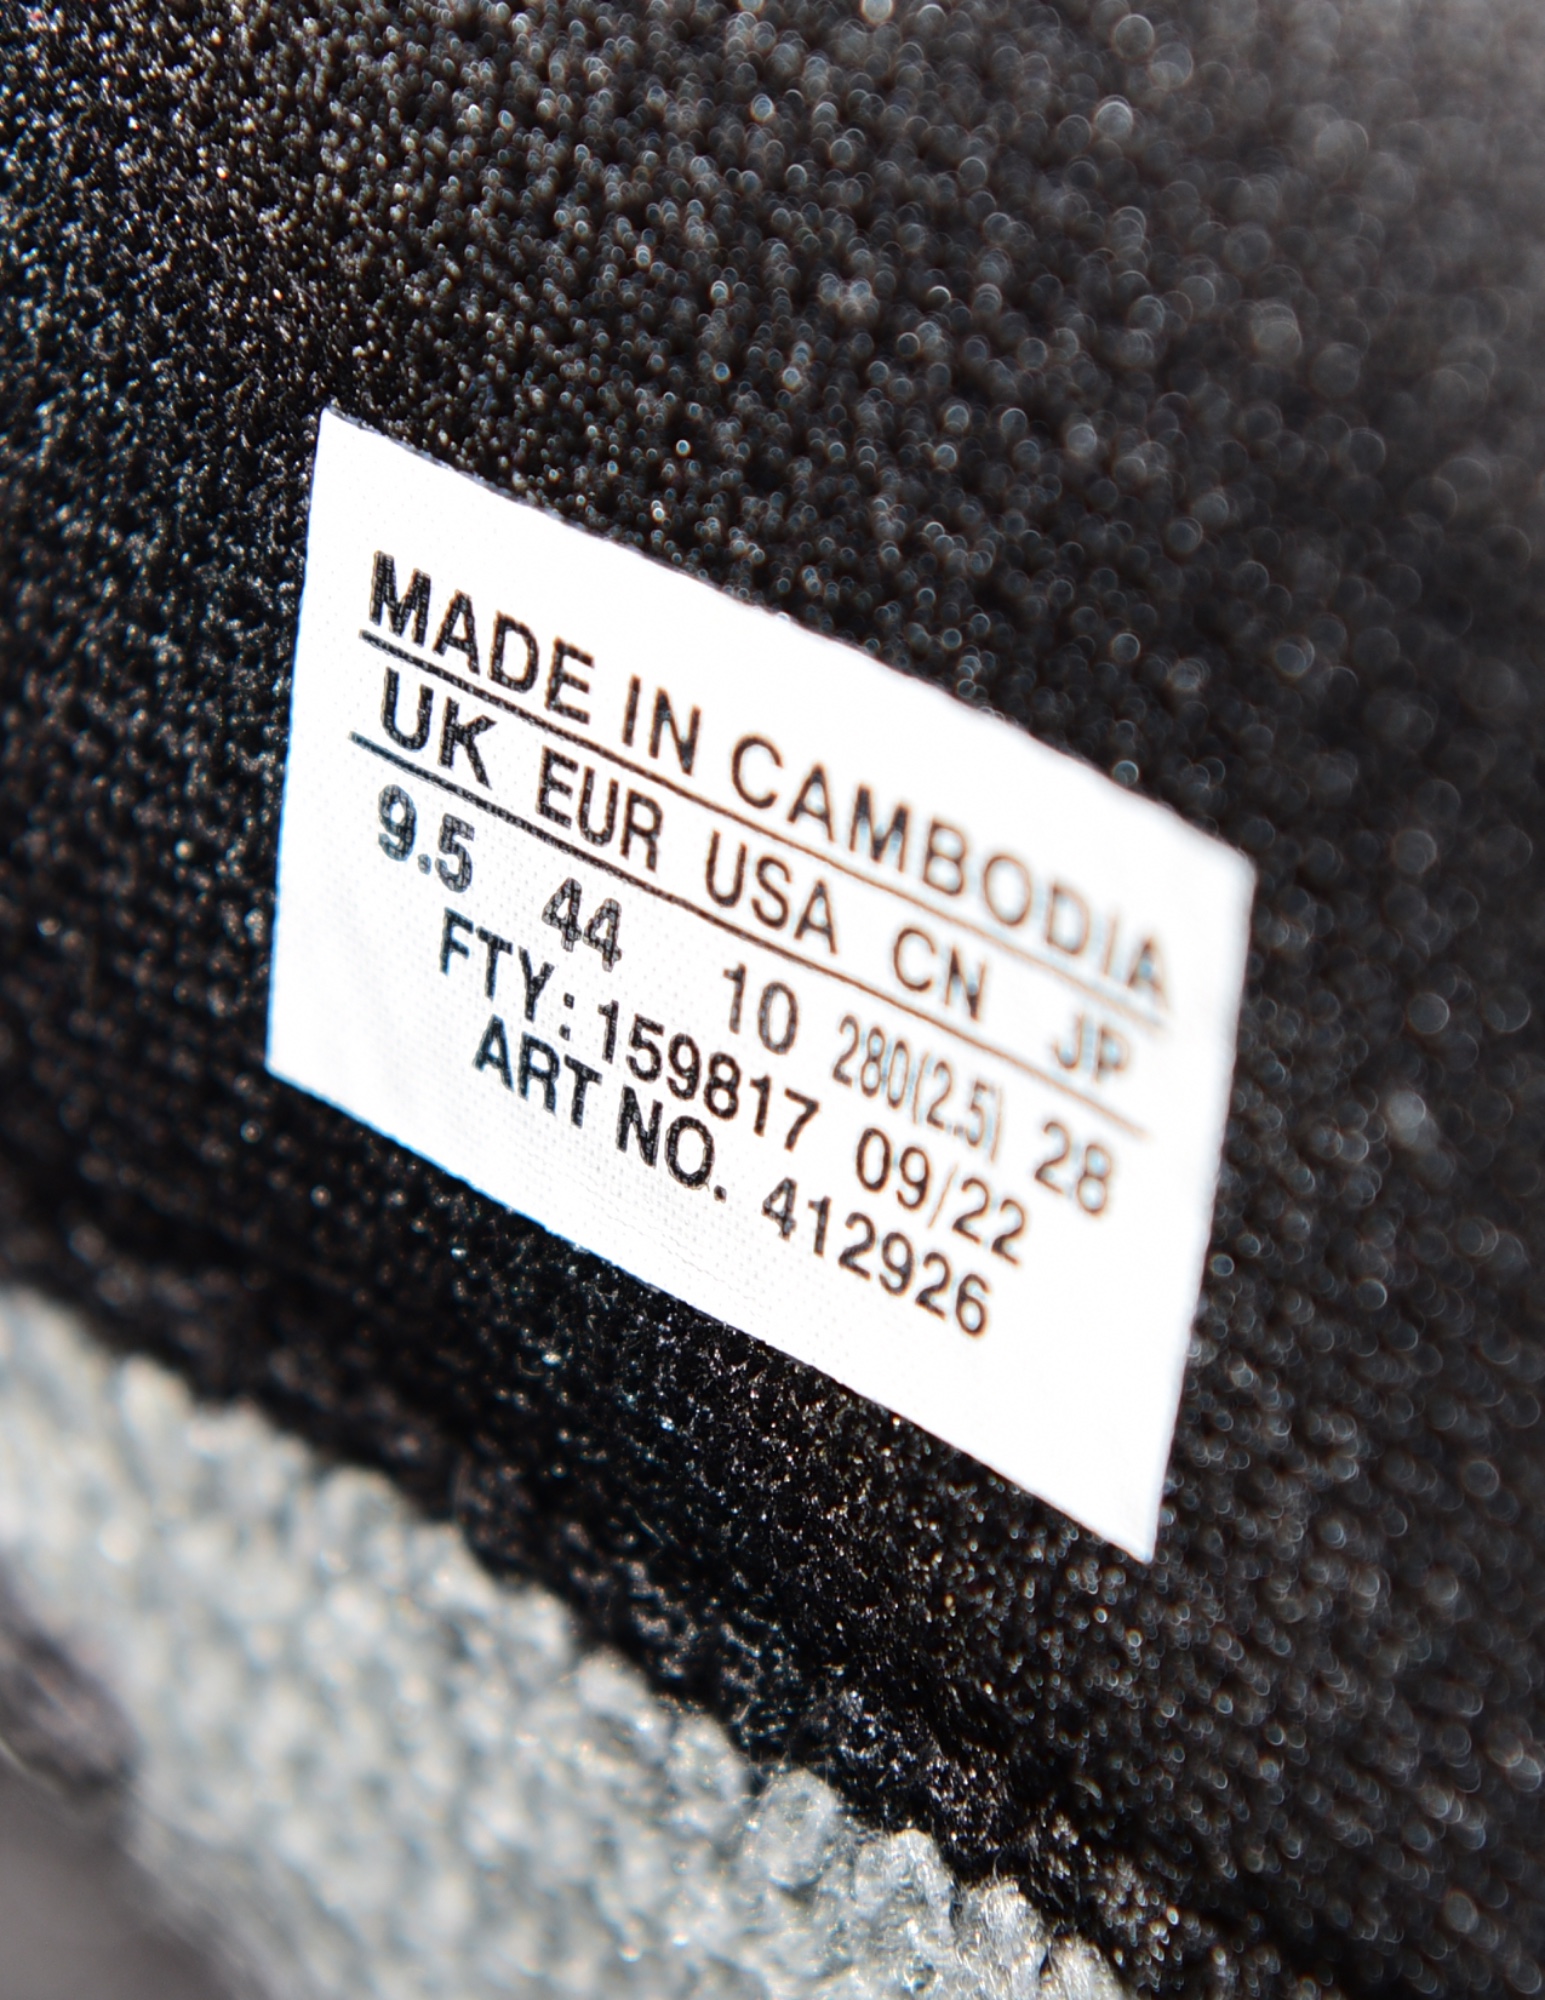 MADE IN CAMBODIA
UK EUR USA CN JP
9.5 44 10 280(2.5) 28
FTY: 159817 09/22
ART NO. 412926